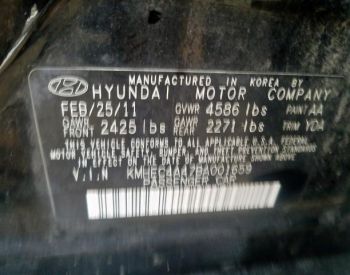 MANUFACTURED IN KOREA BY
HYUNDAI MOTOR COMPANY
FEB/25/11 GVWR 4586 lbs PAINT AA
GAWR FRONT 2425 lbs GAWR REAR 2271 lbs TRIM YDA
THIS VEHICLE CONFORMS TO ALL APPLICABLE U.S.A FEDERAL
MOTOR VEHICLE SAFETY BUMPER AND THEFT PREVENTION STANDARDS
IN EFFECT ON THE DATE OF MANUFACTURE SHOWN ABOVE.
V.I.N KMHEC4A47BA001659
PASSENGER CAR